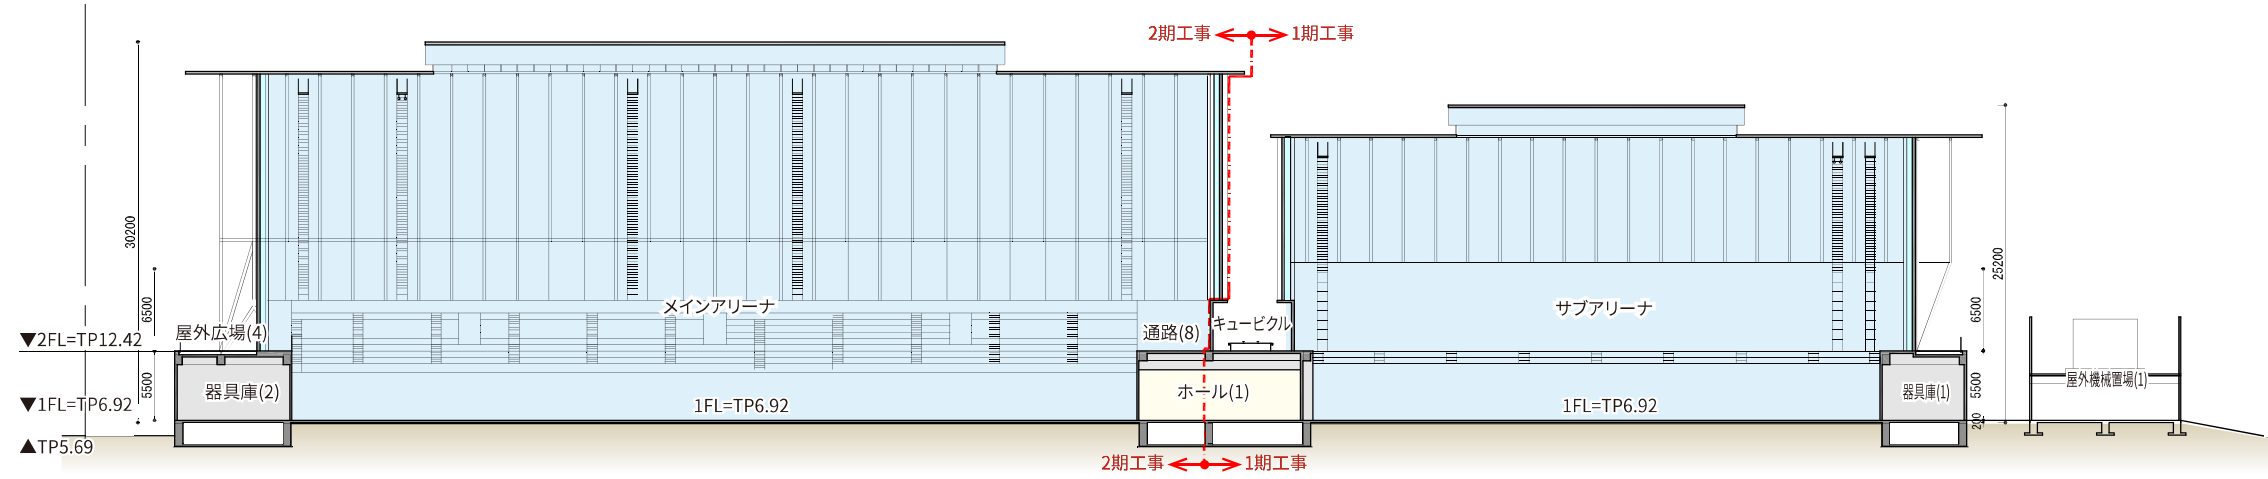 2期工事
1期工事
30200
6500
5500
▼2FL=TP12.42
▼1FL=TP6.92
▲TP5.69
屋外広場(4)
器具庫(2)
メインアリーナ
1FL=TP6.92
通路(8)
キュービクル
ホール(1)
サブアリーナ
1FL=TP6.92
器具庫(1)
25200
6500
5500
200
屋外機械置場(1)
2期工事
1期工事